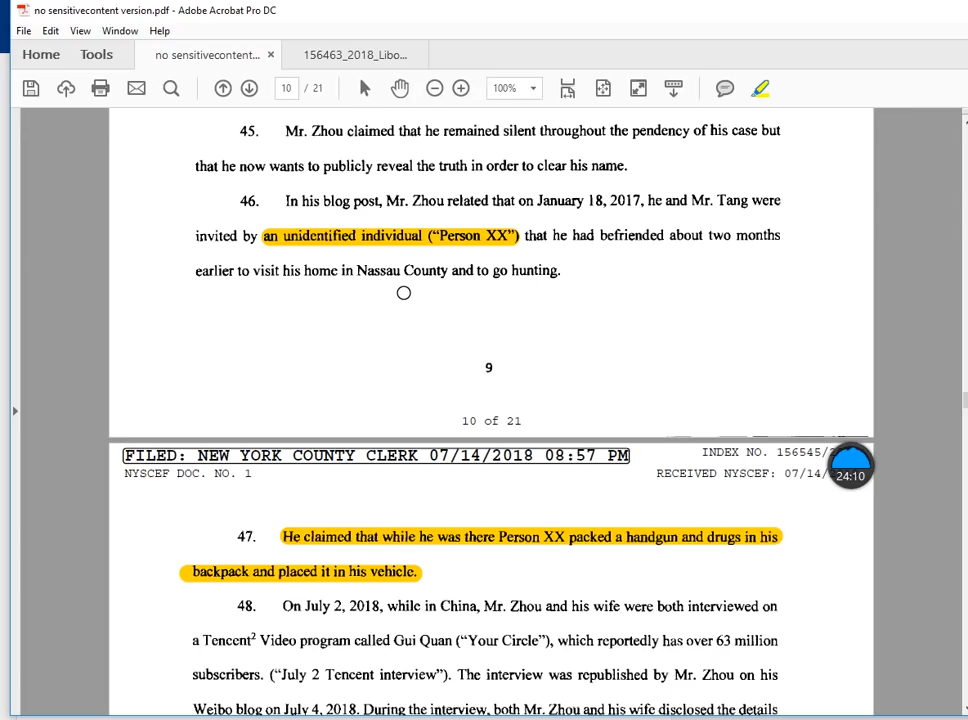 no sensitivecontent version.pdf - Adobe Acrobat Pro DC
File Edit View Window Help
Home Tools no sensitivecontent... × 156463_2018_Libo...
10 / 21 100%
45. Mr. Zhou claimed that he remained silent throughout the pendency of his case but
that he now wants to publicly reveal the truth in order to clear his name.
46. In his blog post, Mr. Zhou related that on January 18, 2017, he and Mr. Tang were
invited by an unidentified individual (“Person XX”) that he had befriended about two months
earlier to visit his home in Nassau County and to go hunting.
9
10 of 21
FILED: NEW YORK COUNTY CLERK 07/14/2018 08:57 PM
INDEX NO. 156545/
NYSCEF DOC. NO. 1
RECEIVED NYSCEF: 07/14/
24:10
47. He claimed that while he was there Person XX packed a handgun and drugs in his
backpack and placed it in his vehicle.
48. On July 2, 2018, while in China, Mr. Zhou and his wife were both interviewed on
a Tencent2 Video program called Gui Quan (“Your Circle”), which reportedly has over 63 million
subscribers. (“July 2 Tencent interview”). The interview was republished by Mr. Zhou on his
Weibo blog on July 4, 2018. During the interview, both Mr. Zhou and his wife disclosed the details